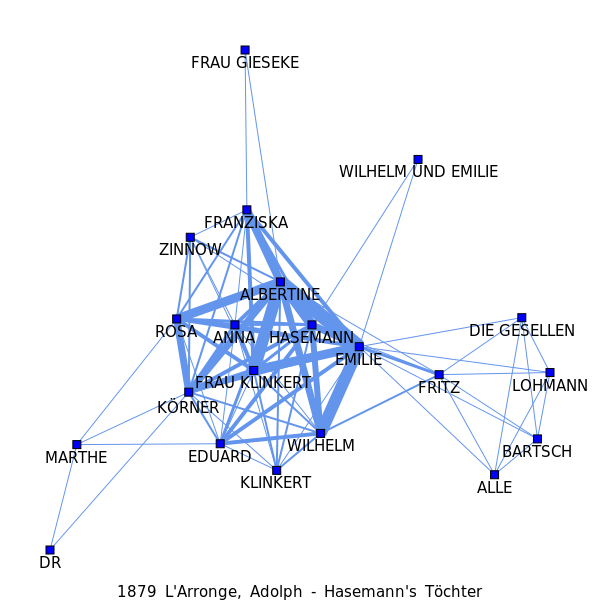 FRAU GIESEKE
WILHELM UND EMILIE
FRANZISKA
ZINNOW
ALBERTINE
ROSA
ANNA
HASEMANN
DIE GESELLEN
EMILIE
FRAU KLINKERT
FRITZ
LOHMANN
KÖRNER
WILHELM
BARTSCH
MARTHE
EDUARD
KLINKERT
ALLE
DR
1879 L'Arronge, Adolph - Hasemann's Töchter